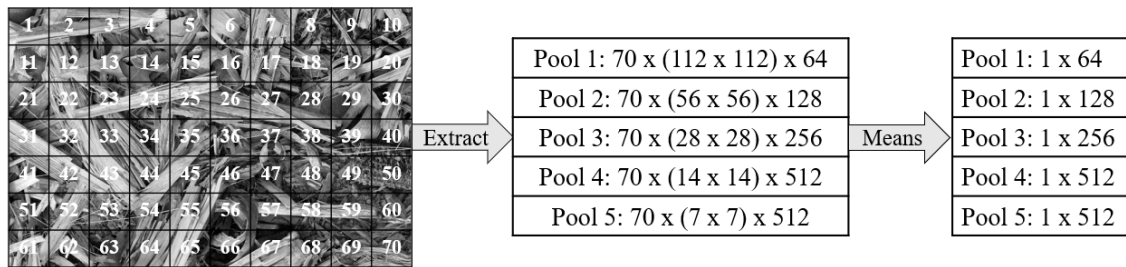 1 2 3 4 5 6 7 8 9 10
11 12 13 14 15 16 17 18 19 20
21 22 23 24 25 26 27 28 29 30
31 32 33 34 35 36 37 38 39 40
41 42 43 44 45 46 47 48 49 50
51 52 53 54 55 56 57 58 59 60
61 62 63 64 65 66 67 68 69 70
Extract
Pool 1: 70 x (112 x 112) x 64
Pool 2: 70 x (56 x 56) x 128
Pool 3: 70 x (28 x 28) x 256
Pool 4: 70 x (14 x 14) x 512
Pool 5: 70 x (7 x 7) x 512
Means
Pool 1: 1 x 64
Pool 2: 1 x 128
Pool 3: 1 x 256
Pool 4: 1 x 512
Pool 5: 1 x 512